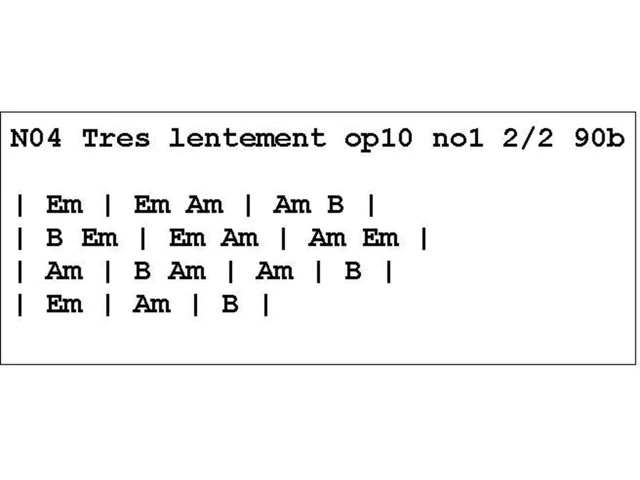 N04 Tres lentement op10 no1 2/2 90b
| Em | Em Am | Am B |
| B Em | Em Am | Am Em |
| Am | B Am | Am | B |
| Em | Am | B |